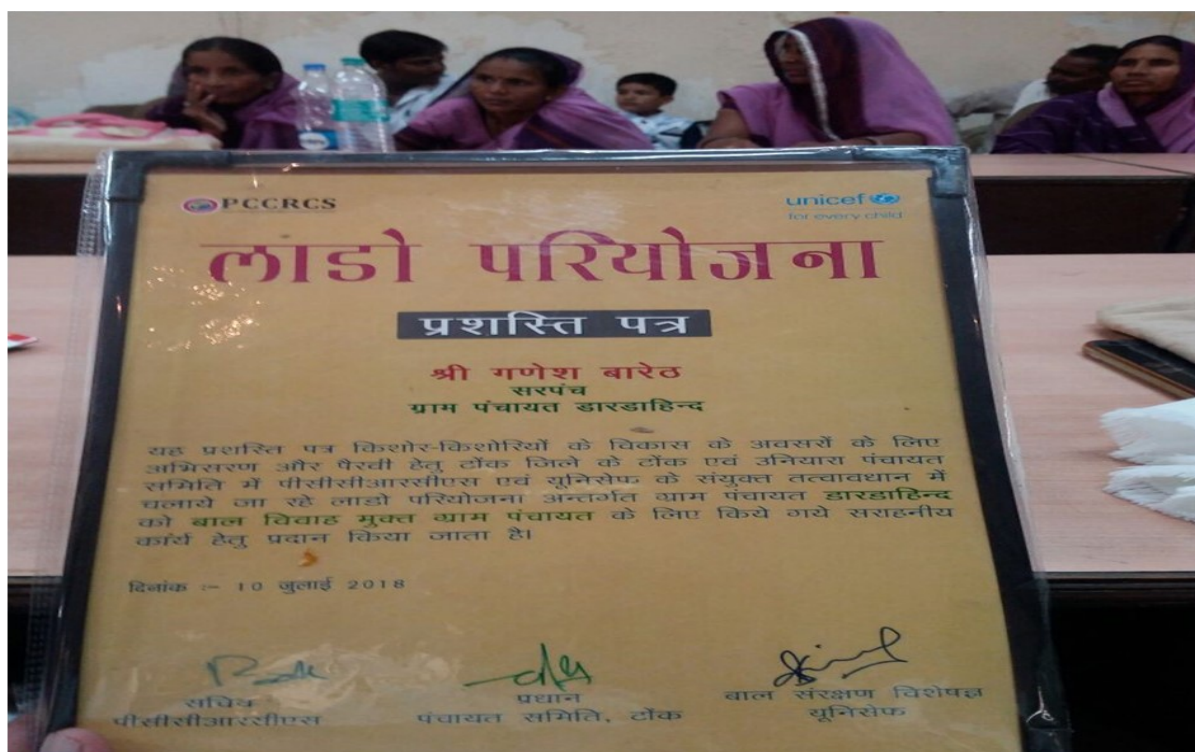 PCCRCS
unicef
for every child
लाडो परियोजना
प्रशस्ति पत्र
श्री गणेश बारेठ
सरपंच
ग्राम पंचायत डारडाहिन्द
यह प्रशस्ति पत्र किशोर-किशोरियों के विकास के अवसरों के लिए
अभिसरण और पैरवी हेतु टोंक जिले के टोंक एवं उनियारा पंचायत
समिति में पीसीसीआरसीएस एवं यूनिसेफ के संयुक्त तत्वावधान में
चलाये जा रहे लाडो परियोजना अन्तर्गत ग्राम पंचायत डारडाहिन्द
को बाल विवाह मुक्त ग्राम पंचायत के लिए किये गये सराहनीय
कार्य हेतु प्रदान किया जाता है।
दिनांक :- 10 जुलाई 2018
सचिव
पीसीसीआरसीएस
प्रधान
पंचायत समिति, टोंक
बाल संरक्षण विशेषज्ञ
यूनिसेफ